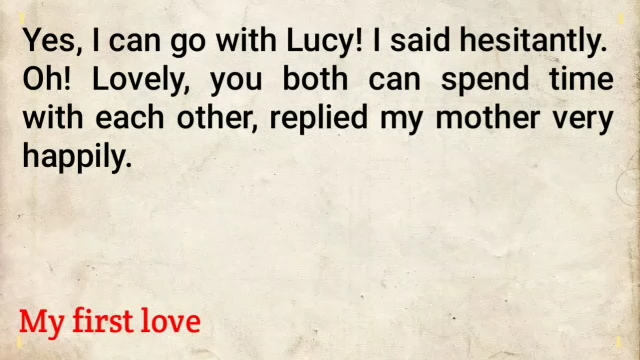 Yes, I can go with Lucy! I said hesitantly.
Oh! Lovely, you both can spend time
with each other, replied my mother very
happily.
My first love